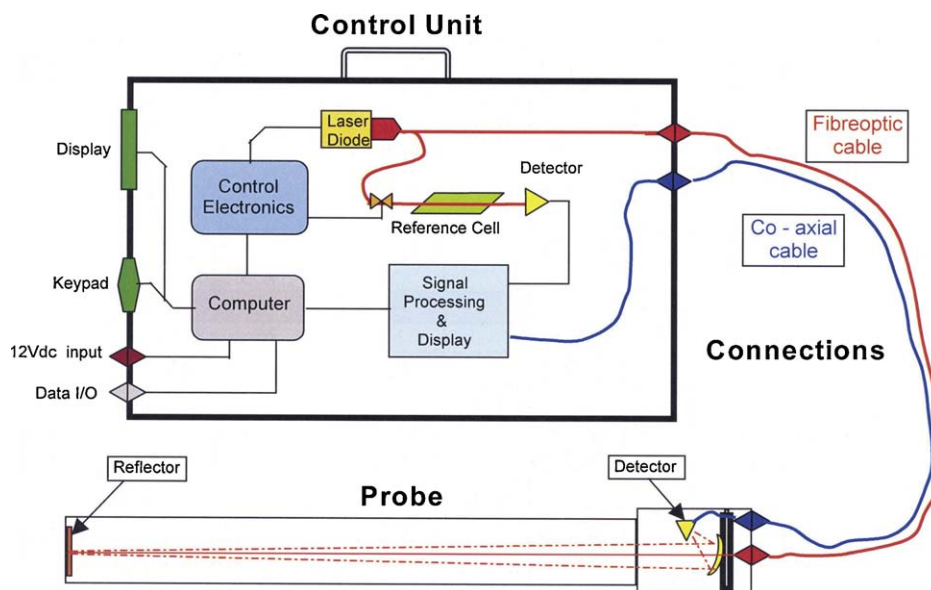 Control Unit
Laser
Diode
Fibreoptic
cable
Display
Detector
Control
Electronics
Reference Cell
Co - axial
cable
Keypad
Computer
Signal
Processing
&
Display
12Vdc input
Connections
Data I/O
Reflector
Detector
Probe